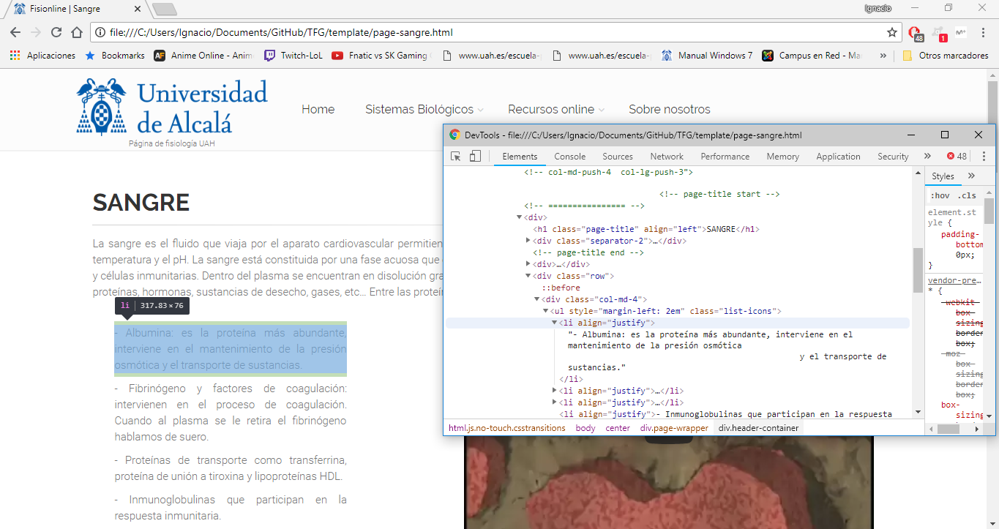 Fisionline | Sangre
Ignacio
file:///C:/Users/Ignacio/Documents/GitHub/TFG/template/page-sangre.html
48
1
Aplicaciones
Bookmarks
AF
Anime Online - Anim
Twitch-LoL
Fnatic vs SK Gaming
www.uah.es/escuela-
www.uah.es/escuela-
Manual Windows 7
Campus en Red - Ma
»
Otros marcadores
Universidad
de Alcalá
Página de fisiología UAH
Home
Sistemas Biológicos
Recursos online
Sobre nosotros
SANGRE
La sangre es el fluido que viaja por el aparato cardiovascular permitien
temperatura y el pH. La sangre está constituida por una fase acuosa que
y células inmunitarias. Dentro del plasma se encuentran en disolución gra
proteínas, hormonas, sustancias de desecho, gases, etc... Entre las proteí
li | 317.83 × 76
- Albumina: es la proteína más abundante,
interviene en el mantenimiento de la presión
osmótica y el transporte de sustancias.
- Fibrinógeno y factores de coagulación:
intervienen en el proceso de coagulación.
Cuando al plasma se le retira el fibrinógeno
hablamos de suero.
- Proteínas de transporte como transferrina,
proteína de unión a tiroxina y lipoproteínas HDL.
- Inmunoglobulinas que participan en la
respuesta inmunitaria.
DevTools - file:///C:/Users/Ignacio/Documents/GitHub/TFG/template/page-sangre.html
Elements
Console
Sources
Network
Performance
Memory
Application
Security
»
48
<!-- col-md-push-4  col-lg-push-3">
<!-- page-title start -->
<!-- ================ -->
<div>
<h1 class="page-title" align="left">SANGRE</h1>
<div class="separator-2">…</div>
<!-- page-title end -->
<div>…</div>
<div class="row">
::before
<div class="col-md-4">
<ul style="margin-left: 2em" class="list-icons">
<li align="justify">
"- Albumina: es la proteína más abundante, interviene en el
mantenimiento de la presión osmótica
y el transporte de
sustancias."
</li>
<li align="justify">…</li>
<li align="justify">…</li>
<li align="justify">- Inmunoglobulinas que participan en la respuesta
html.js.no-touch.csstransitions
body
center
div.page-wrapper
div.header-container
Styles
»
:hov
.cls
element.st
yle {
padding-
bottom
0px;
}
vendor-pre…
* {
-webkit-
box-
sizing
border
box;
-moz-
box-
sizing
border
box;
box-
sizing